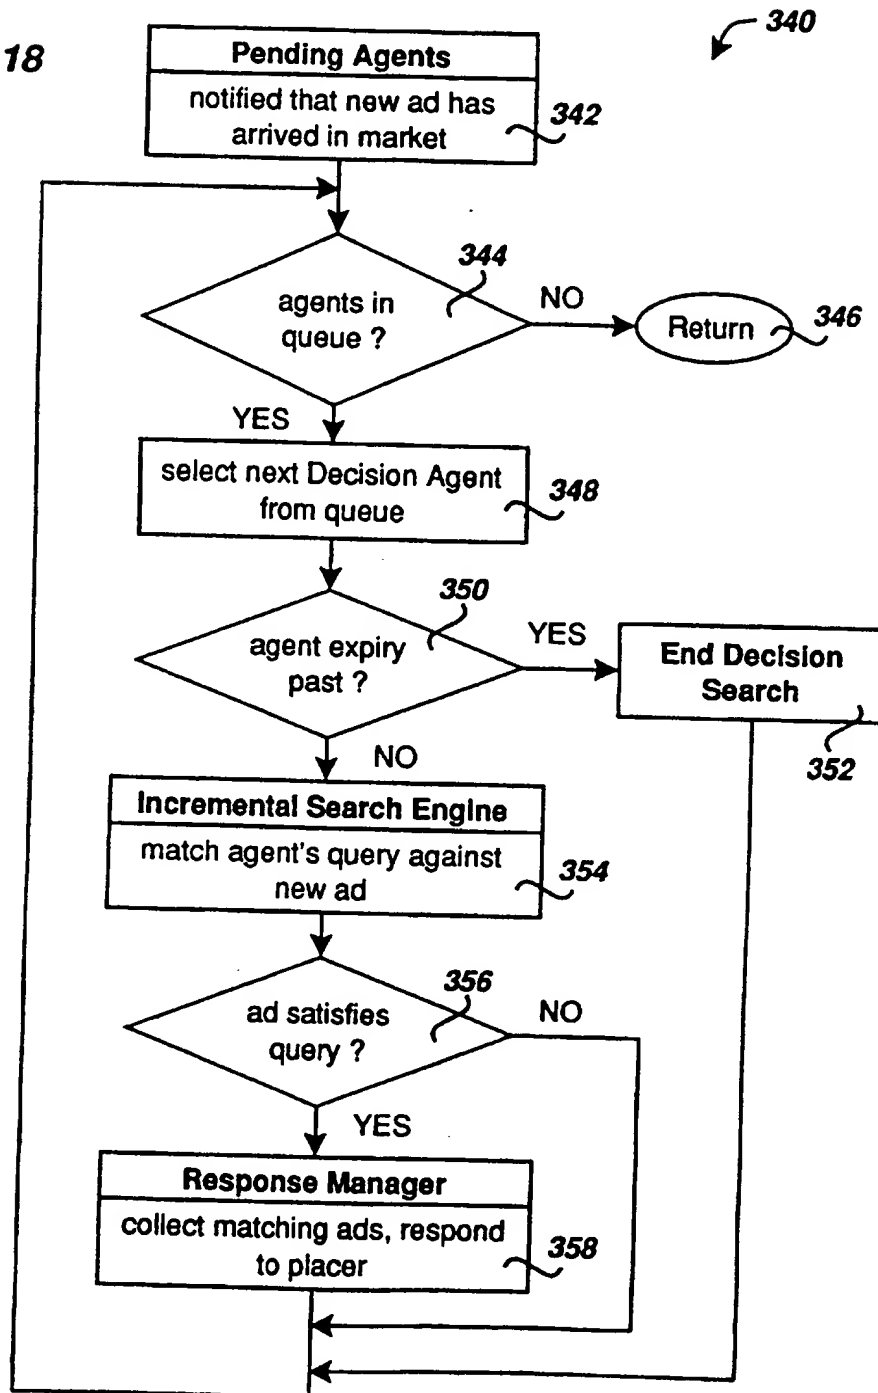 18
340
Pending Agents
notified that new ad has
arrived in market
342
344
agents in
queue ?
NO
Return
346
YES
select next Decision Agent
from queue
348
350
agent expiry
past ?
YES
End Decision
Search
352
NO
Incremental Search Engine
match agent's query against
new ad
354
356
ad satisfies
query ?
NO
YES
Response Manager
collect matching ads, respond
to placer
358